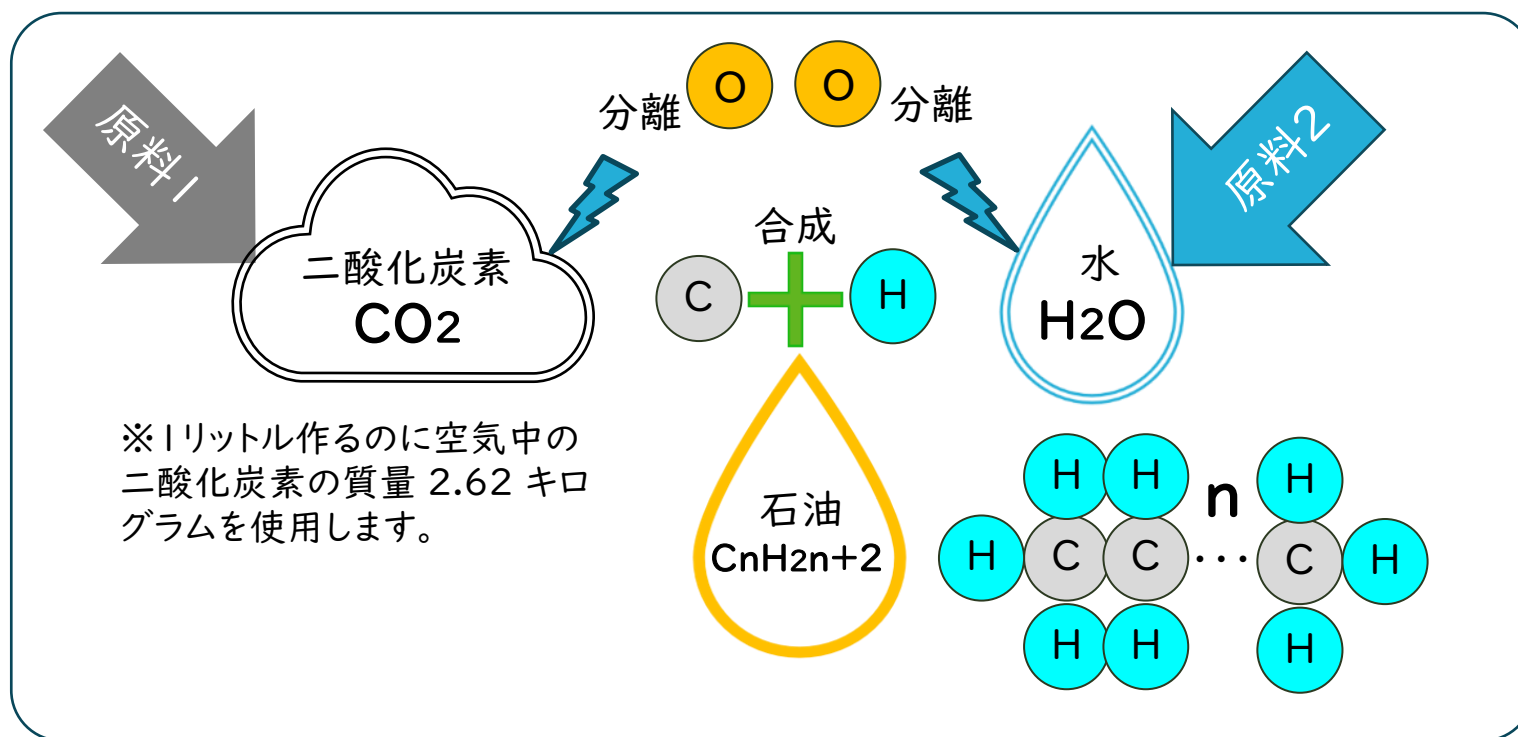 原料1
分離
O
O
分離
原料2
二酸化炭素
CO2
合成
C
H
水
H2O
※1リットル作るのに空気中の
二酸化炭素の質量 2.62 キロ
グラムを使用します。
石油
CnH2n+2
H
H
n
H
H
C
C
･･･
C
H
H
H
H